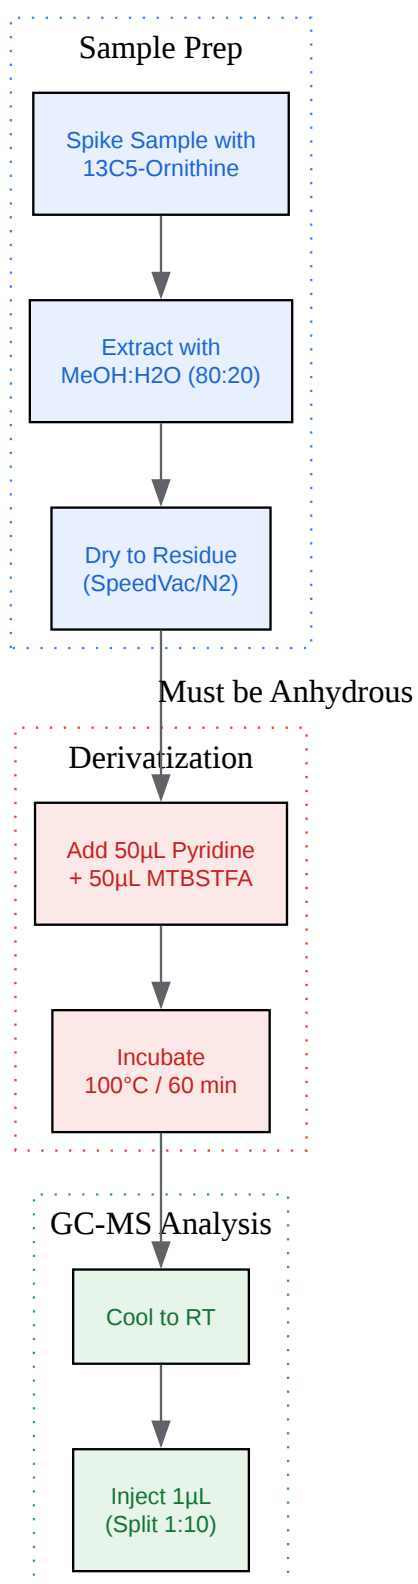 Sample Prep
Spike Sample with
13C5-Ornithine
Extract with
MeOH:H2O (80:20)
Dry to Residue
(SpeedVac/N2)
Must be Anhydrous
Derivatization
Add 50µL Pyridine
+ 50µL MTBSTFA
Incubate
100°C / 60 min
GC-MS Analysis
Cool to RT
Inject 1µL
(Split 1:10)